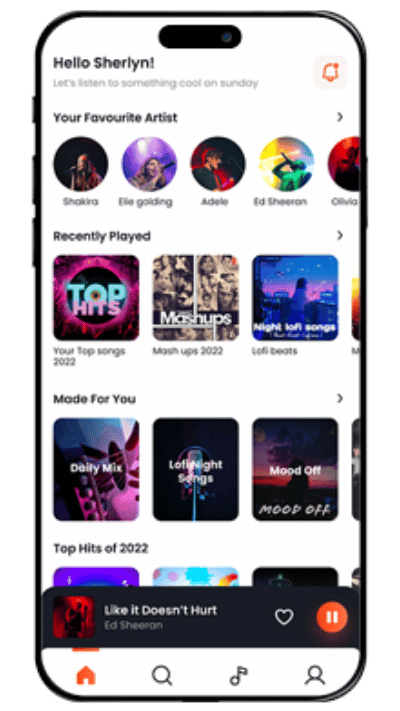 Hello Sherlyn!
Let's listen to something cool on sunday
Your Favourite Artist
Shakira
Elie golding
Adele
Ed Sheeran
Olivia
Recently Played
TOP
HITS
Mashups
Night lofi songs
Your Top songs
2022
Mash ups 2022
Lofi beats
M
Made For You
Daily Mix
Lofi Night
Songs
Mood Off
MOOD OFF
Top Hits of 2022
Like it Doesn't Hurt
Ed Sheeran